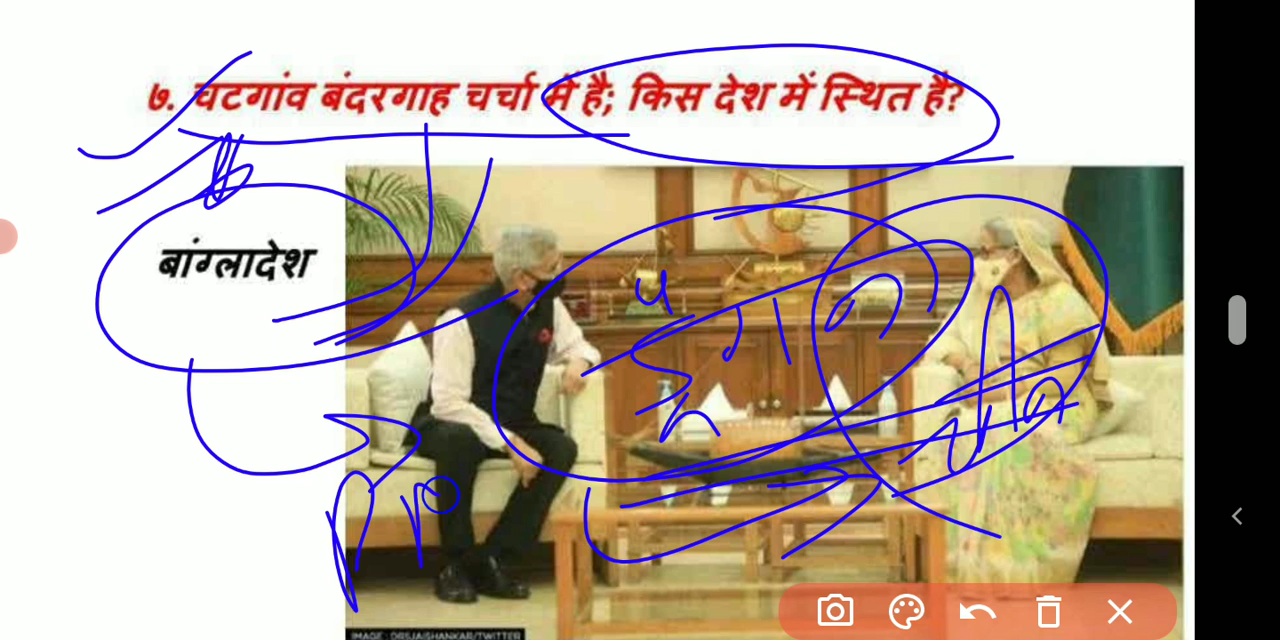 ७. चटगांव बंदरगाह चर्चा में है; किस देश में स्थित है?
बांग्लादेश
IMAGE : DRSJAISHANKAR/TWITTER